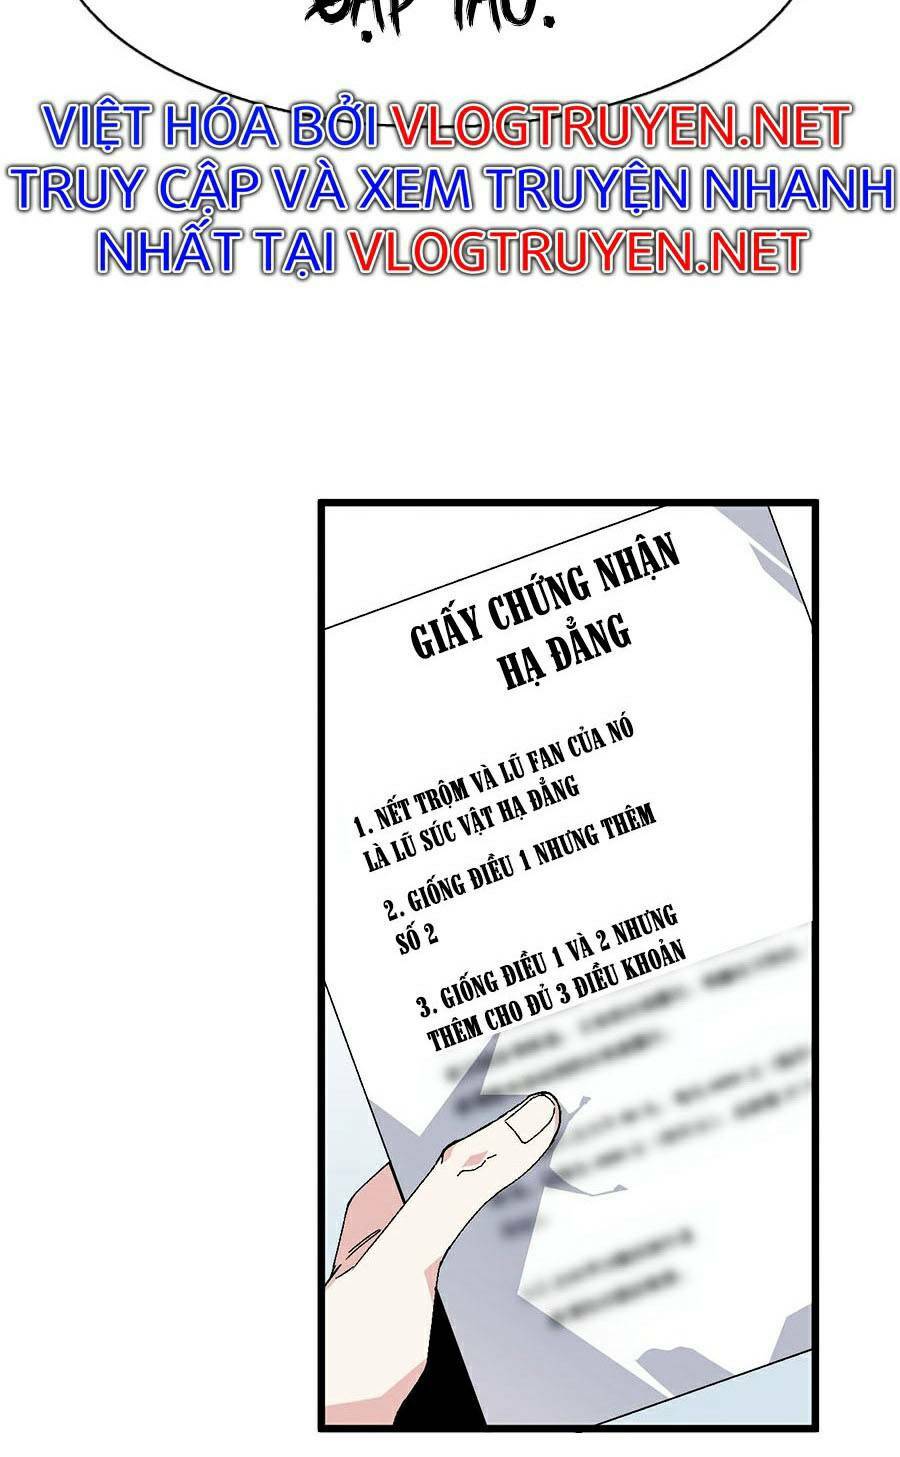 VIỆT HÓA BỞI VLOGTRUYEN.NET
TRUY CẬP VÀ XEM TRUYỆN NHANH
NHẤT TẠI VLOGTRUYEN.NET
GIẤY CHỨNG NHẬN
HẠ ĐẲNG
1. NẾT TRỘM VÀ LŨ FAN CỦA NÓ
LÀ LŨ SÚC VẬT HẠ ĐẲNG
2. GIỐNG ĐIỀU 1 NHƯNG THÊM
SỐ 2
3. GIỐNG ĐIỀU 1 VÀ 2 NHƯNG
THÊM CHO ĐỦ 3 ĐIỀU KHOẢN